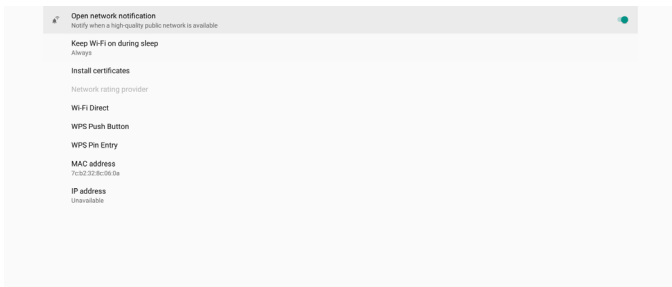 Open network notification
Notify when a high-quality public network is available
Keep Wi-Fi on during sleep
Always
Install certificates
Network rating provider
Wi-Fi Direct
WPS Push Button
WPS Pin Entry
MAC address
7c:b2:32:8c:06:0a
IP address
Unavailable